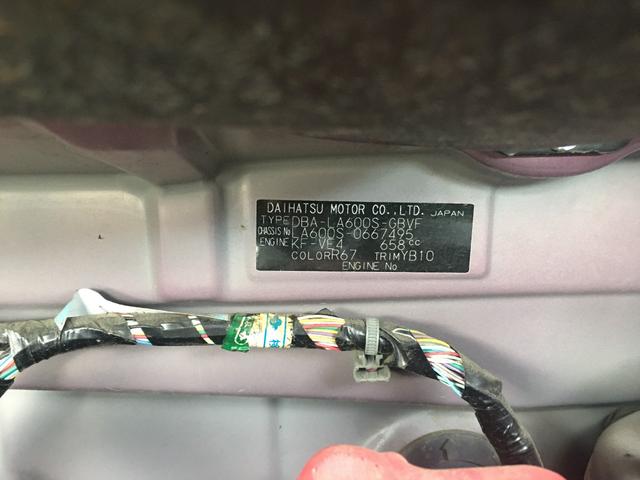 DAIHATSU MOTOR CO.,LTD. JAPAN
TYPE DBA-LA600S-GBVF
CHASSIS No LA600S-0667495
ENGINE KF-VE4 658cc
COLOR R67 TRIM YB10
ENGINE No